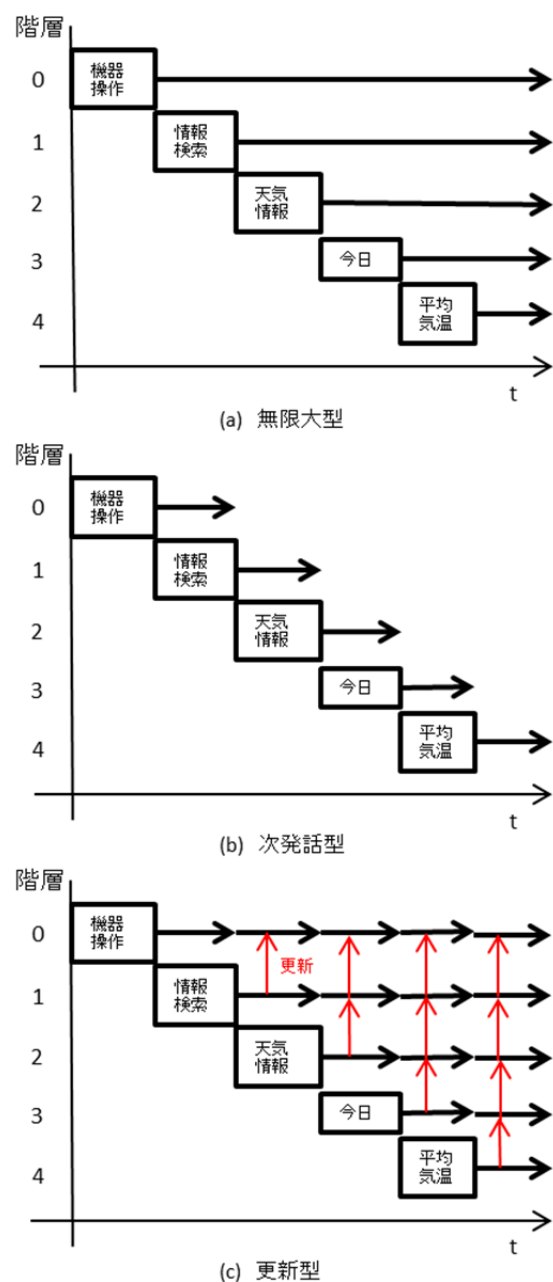 階層
0
機器
操作
1
情報
検索
2
天気
情報
3
今日
4
平均
気温
t
(a) 無限大型
階層
0
機器
操作
1
情報
検索
2
天気
情報
3
今日
4
平均
気温
t
(b) 次発話型
階層
0
機器
操作
更新
1
情報
検索
2
天気
情報
3
今日
4
平均
気温
t
(c) 更新型